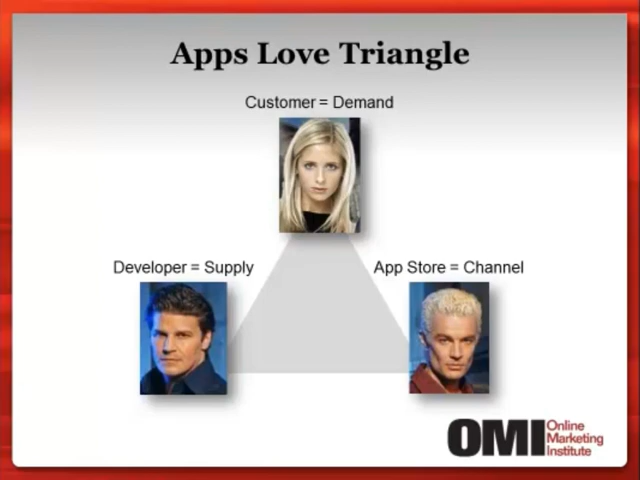 Apps Love Triangle
Customer = Demand
Developer = Supply
App Store = Channel
OMI
Online
Marketing
Institute